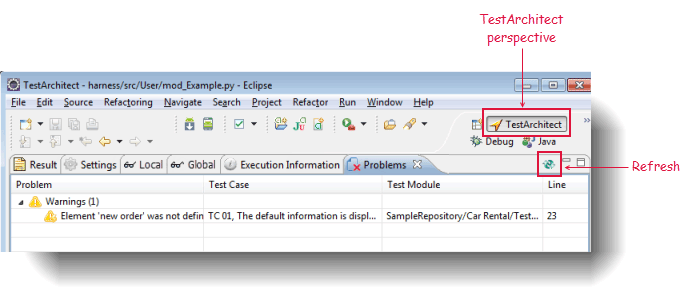 TestArchitect
perspective
TestArchitect - harness/src/User/mod_Example.py - Eclipse
File Edit Source Refactoring Navigate Search Project Refactor Run Window Help
TestArchitect
Debug Java
Result Settings Local Global Execution Information Problems
Refresh
Problem Test Case Test Module Line
Warnings (1)
Element 'new order' was not defin TC 01, The default information is displ... SampleRepository/Car Rental/Test... 23